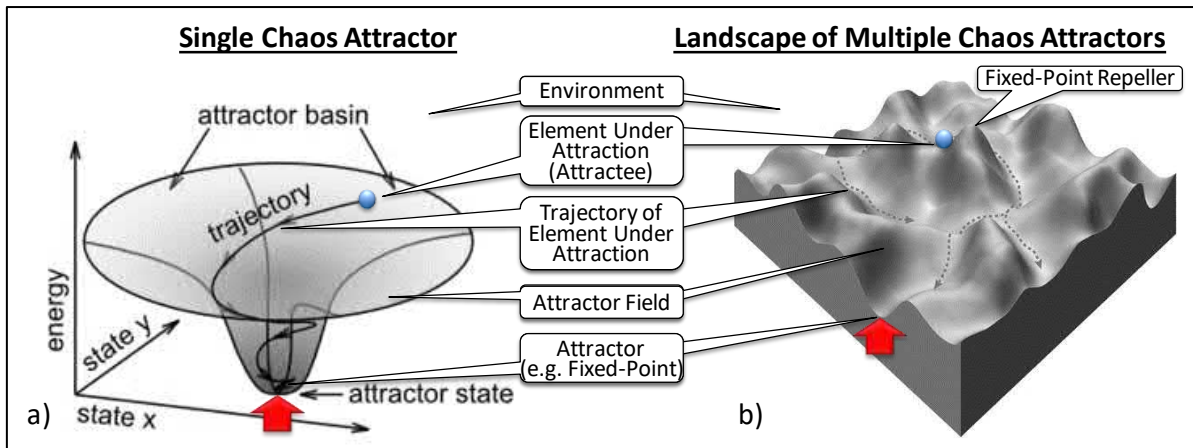 Single Chaos Attractor
Landscape of Multiple Chaos Attractors
Fixed-Point Repeller
Environment
attractor basin
Element Under
Attraction
(Attractee)
trajectory
Trajectory of
Element Under
Attraction
energy
state y
Attractor Field
Attractor
(e.g. Fixed-Point)
attractor state
state x
a)
b)